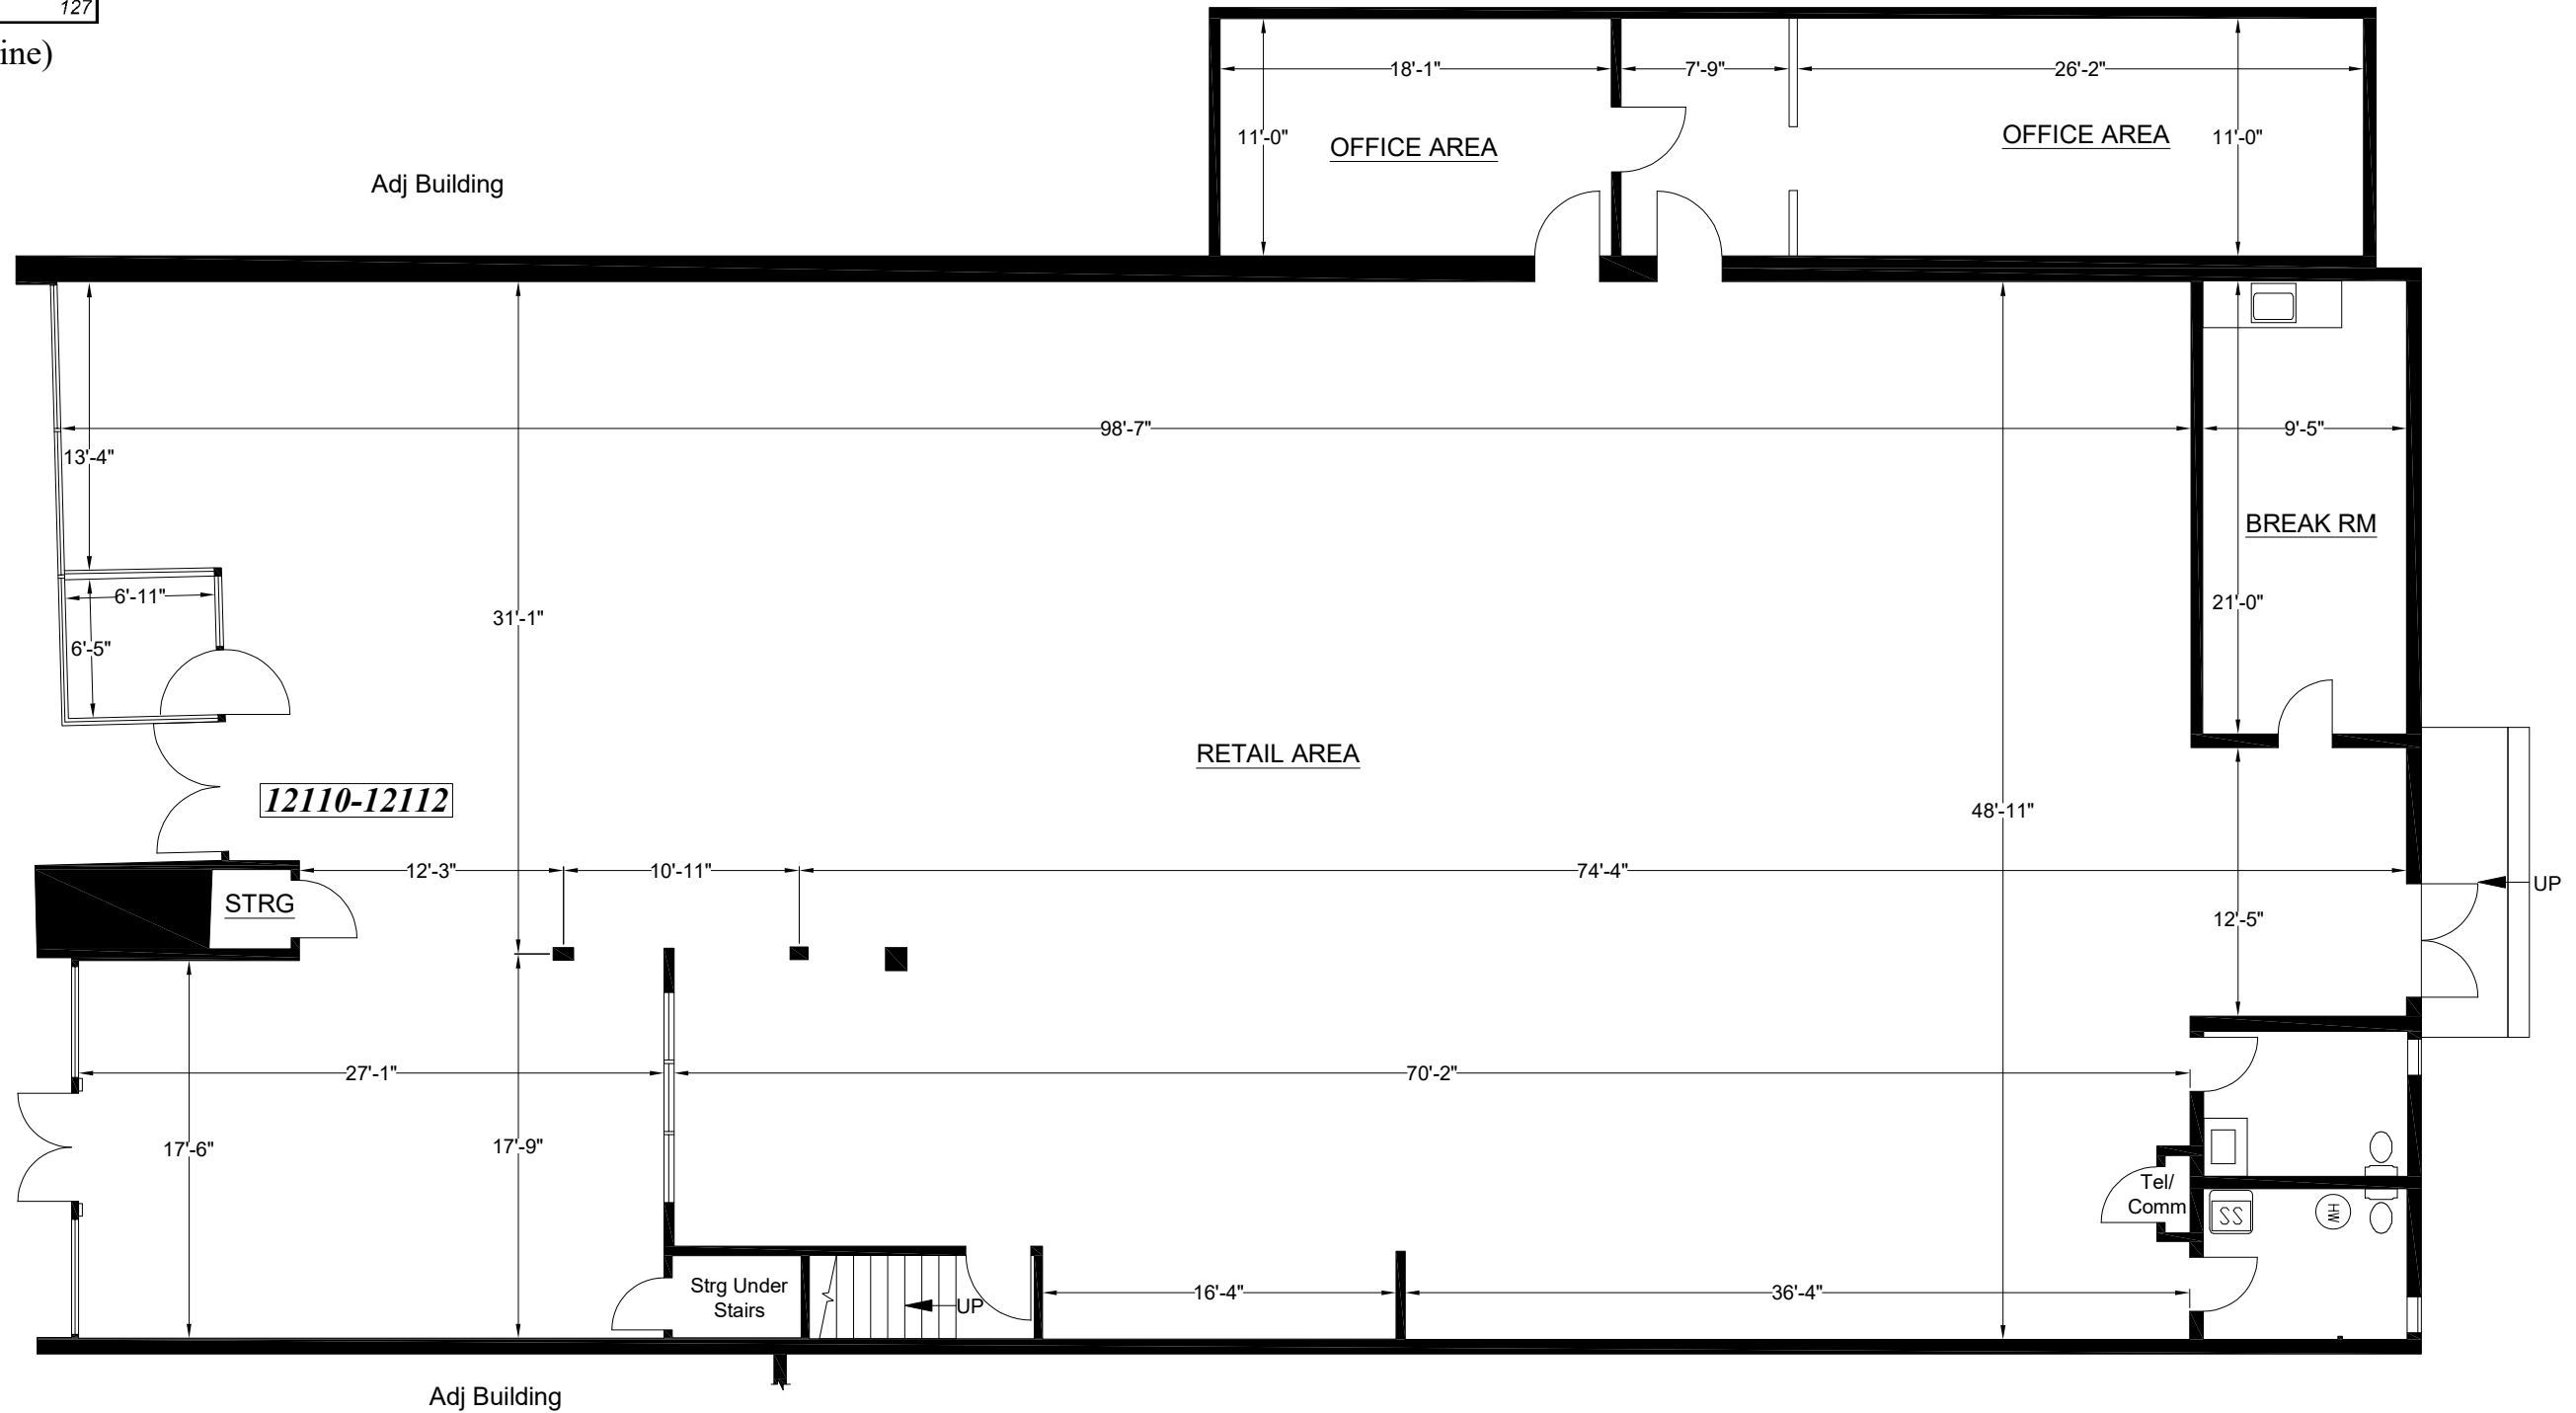 127
ine)
18'-1"
7'-9"
26'-2"
11'-0"
OFFICE AREA
OFFICE AREA
11'-0"
Adj Building
98'-7"
9'-5"
13'-4"
BREAK RM
6'-11"
31'-1"
21'-0"
6'-5"
RETAIL AREA
12110-12112
48'-11"
12'-3"
10'-11"
74'-4"
UP
STRG
12'-5"
27'-1"
70'-2"
17'-6"
17'-9"
Tel/
Comm
SS
HW
Strg Under
Stairs
UP
16'-4"
36'-4"
Adj Building